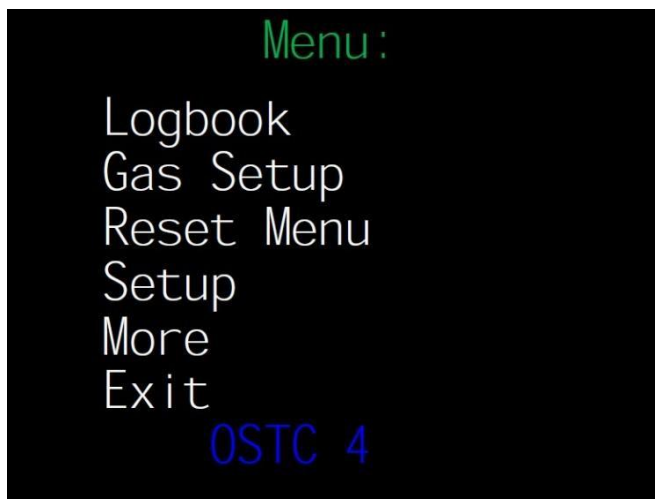 Menu:
Logbook
Gas Setup
Reset Menu
Setup
More
Exit
OSTC 4